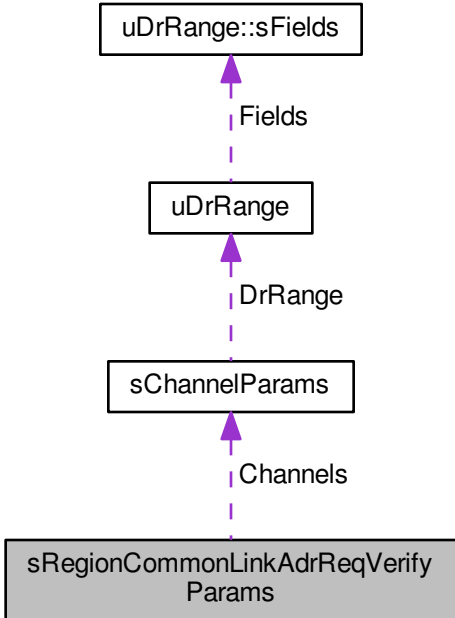 uDrRange::sFields
Fields
uDrRange
DrRange
sChannelParams
Channels
sRegionCommonLinkAdrReqVerify
Params